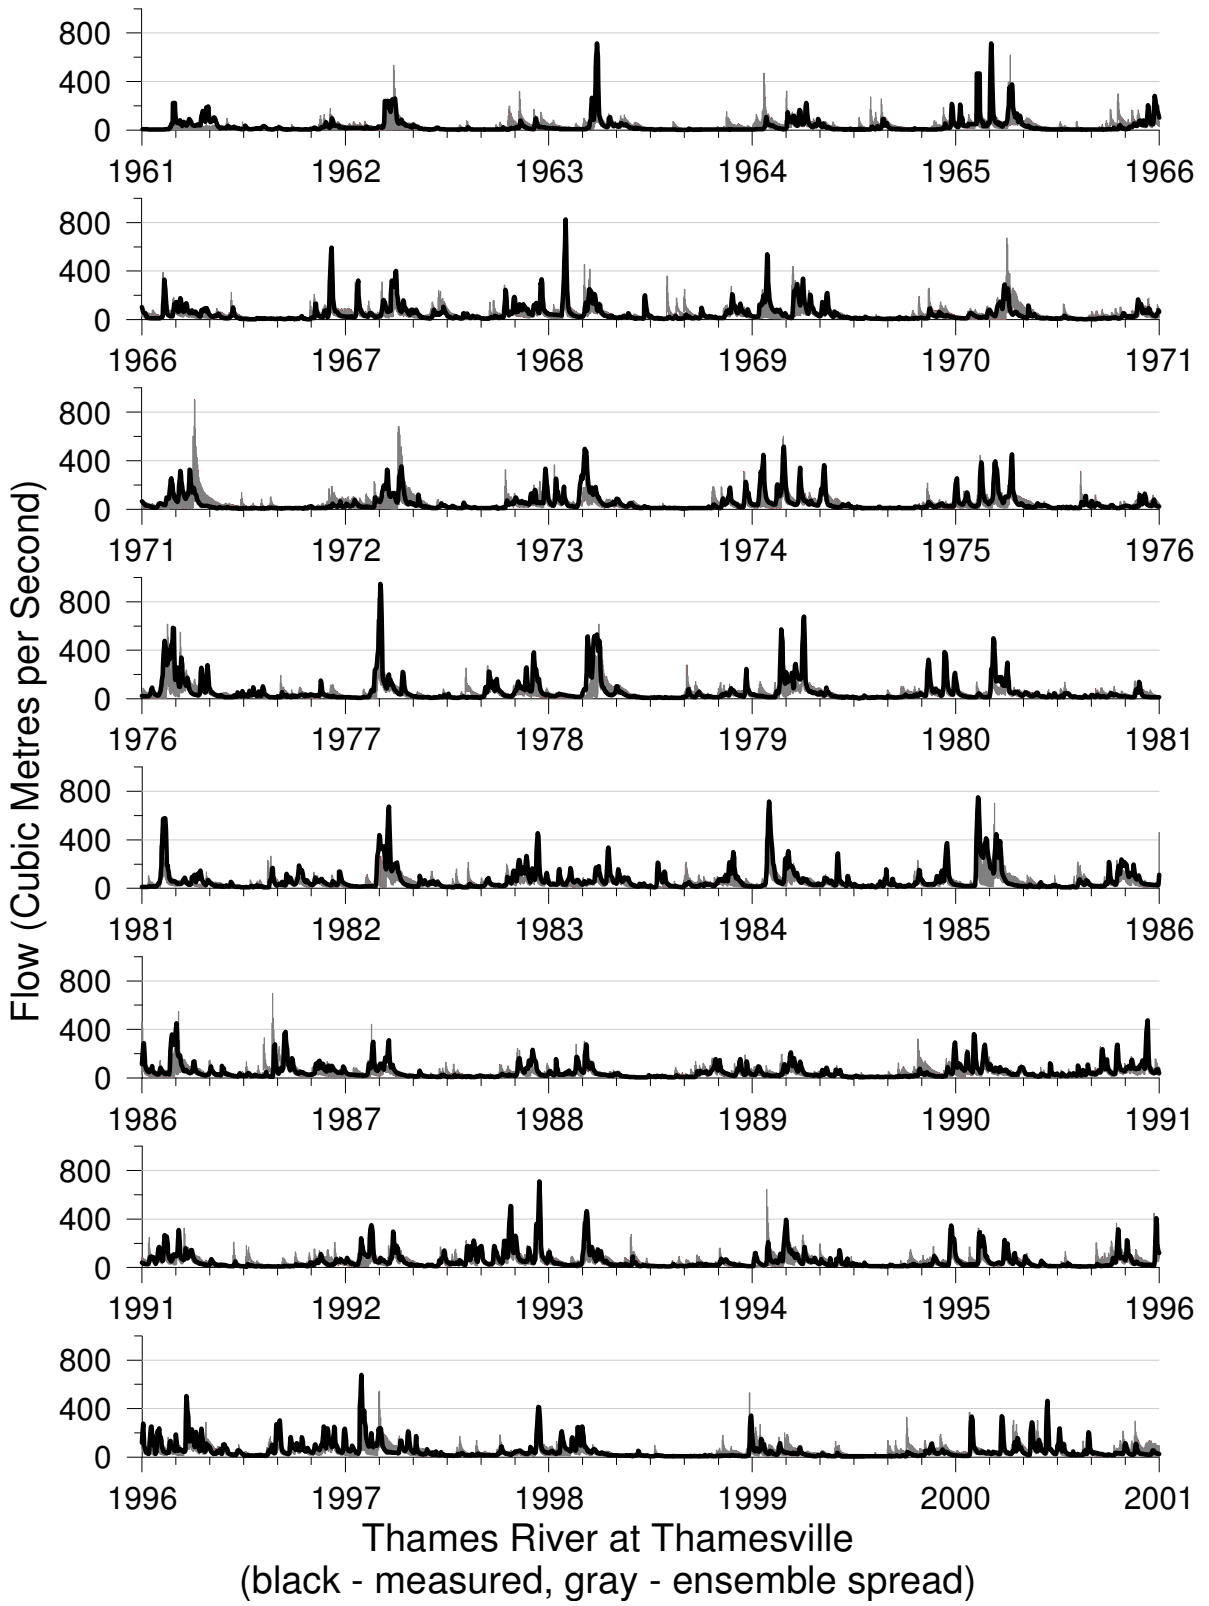 Flow (Cubic Metres per Second)
800
400
0
1961 1962 1963 1964 1965 1966
800
400
0
1966 1967 1968 1969 1970 1971
800
400
0
1971 1972 1973 1974 1975 1976
800
400
0
1976 1977 1978 1979 1980 1981
800
400
0
1981 1982 1983 1984 1985 1986
800
400
0
1986 1987 1988 1989 1990 1991
800
400
0
1991 1992 1993 1994 1995 1996
800
400
0
1996 1997 1998 1999 2000 2001
Thames River at Thamesville
(black - measured, gray - ensemble spread)